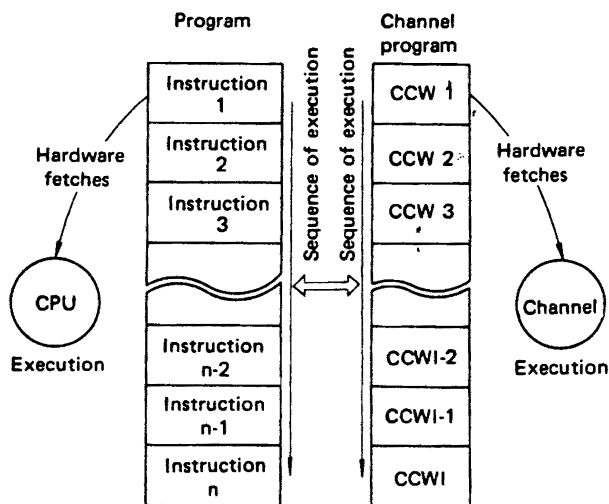 Program
Instruction
1
Instruction
2
Instruction
3
Instruction
n-2
Instruction
n-1
Instruction
n
Hardware
fetches
CPU
Execution
Sequence of execution
Sequence of execution
Channel
program
CCW 1
CCW 2
CCW 3
CCWI-2
CCWI-1
CCWI
Hardware
fetches
Channel
Execution